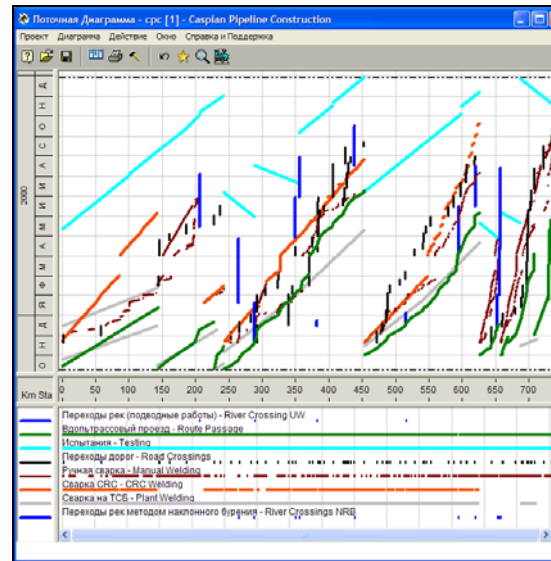 Поточная Диаграмма - cpc [1] - Caspian Pipeline Construction
Проект Диаграмма Действие Окно Справка и Поддержка
Д
Н
О
С
А
И
И
М
А
М
Ф
Я
Д
Н
О
2000
Km Sta 0 50 100 150 200 250 300 350 400 450 500 550 600 650 700
Переходы рек (подводные работы) - River Crossing UW
Вдольтрассовый проезд - Route Passage
Испытания - Testing
Переходы дорог - Road Crossings
Ручная сварка - Manual Welding
Сварка CRC - CRC Welding
Сварка на ТСБ - Plant Welding
Переходы рек методом наклонного бурения - River Crossings NRB